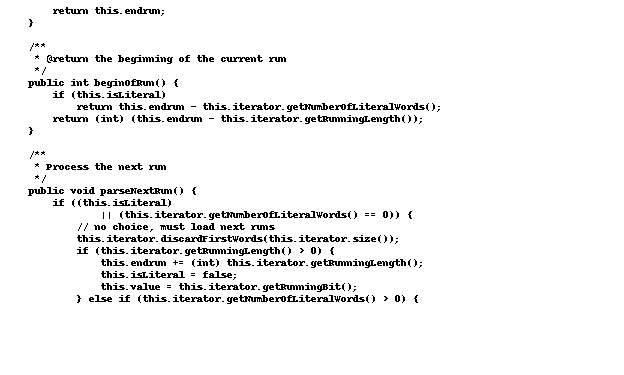 return this.endrun;
}
/**
* @return the beginning of the current run
*/
public int beginOfRun() {
if (this.isLiteral)
return this.endrun - this.iterator.getNumberOfLiteralWords();
return (int) (this.endrun - this.iterator.getRunningLength());
}
/**
* Process the next run
*/
public void parseNextRun() {
if ((this.isLiteral)
|| (this.iterator.getNumberOfLiteralWords() == 0)) {
// no choice, must load next runs
this.iterator.discardFirstWords(this.iterator.size());
if (this.iterator.getRunningLength() > 0) {
this.endrun += (int) this.iterator.getRunningLength();
this.isLiteral = false;
this.value = this.iterator.getRunningBit();
} else if (this.iterator.getNumberOfLiteralWords() > 0) {